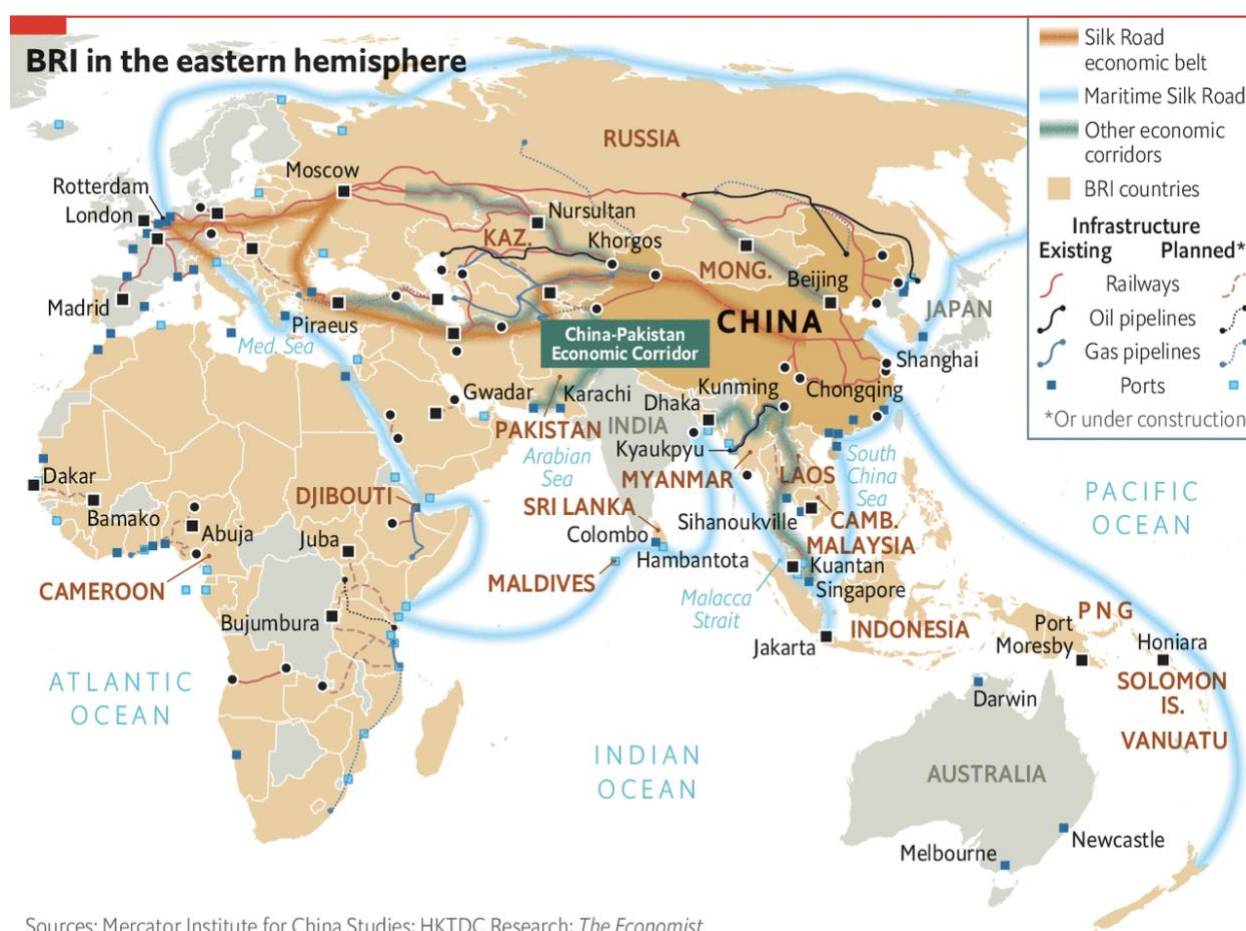 BRI in the eastern hemisphere
Silk Road
economic belt
Maritime Silk Road
Other economic
corridors
BRI countries
Infrastructure
Existing Planned*
Railways
Oil pipelines
Gas pipelines
Ports
*Or under construction
RUSSIA
Moscow
Rotterdam
London
Nursultan
KAZ.
Khorgos
MONG.
Beijing
Madrid
JAPAN
Piraeus
CHINA
Med. Sea
China-Pakistan
Economic Corridor
Shanghai
Gwadar
Karachi
Kunming
Chongqing
Dhaka
PAKISTAN
INDIA
Kyaukpyu
Arabian
Sea
South
China
Sea
MYANMAR
LAOS
Dakar
DJIBOUTI
PACIFIC
OCEAN
Bamako
SRI LANKA
Sihanoukville
CAMB.
Abuja
Juba
Colombo
MALAYSIA
Hambantota
Kuantan
CAMEROON
MALDIVES
Singapore
Malacca
Strait
PNG
Bujumbura
INDONESIA
Port
Moresby
Honiara
Jakarta
ATLANTIC
OCEAN
SOLOMON
IS.
Darwin
VANUATU
INDIAN
OCEAN
AUSTRALIA
Newcastle
Melbourne
Sources: Mercator Institute for China Studies; HKTDC Research; The Economist